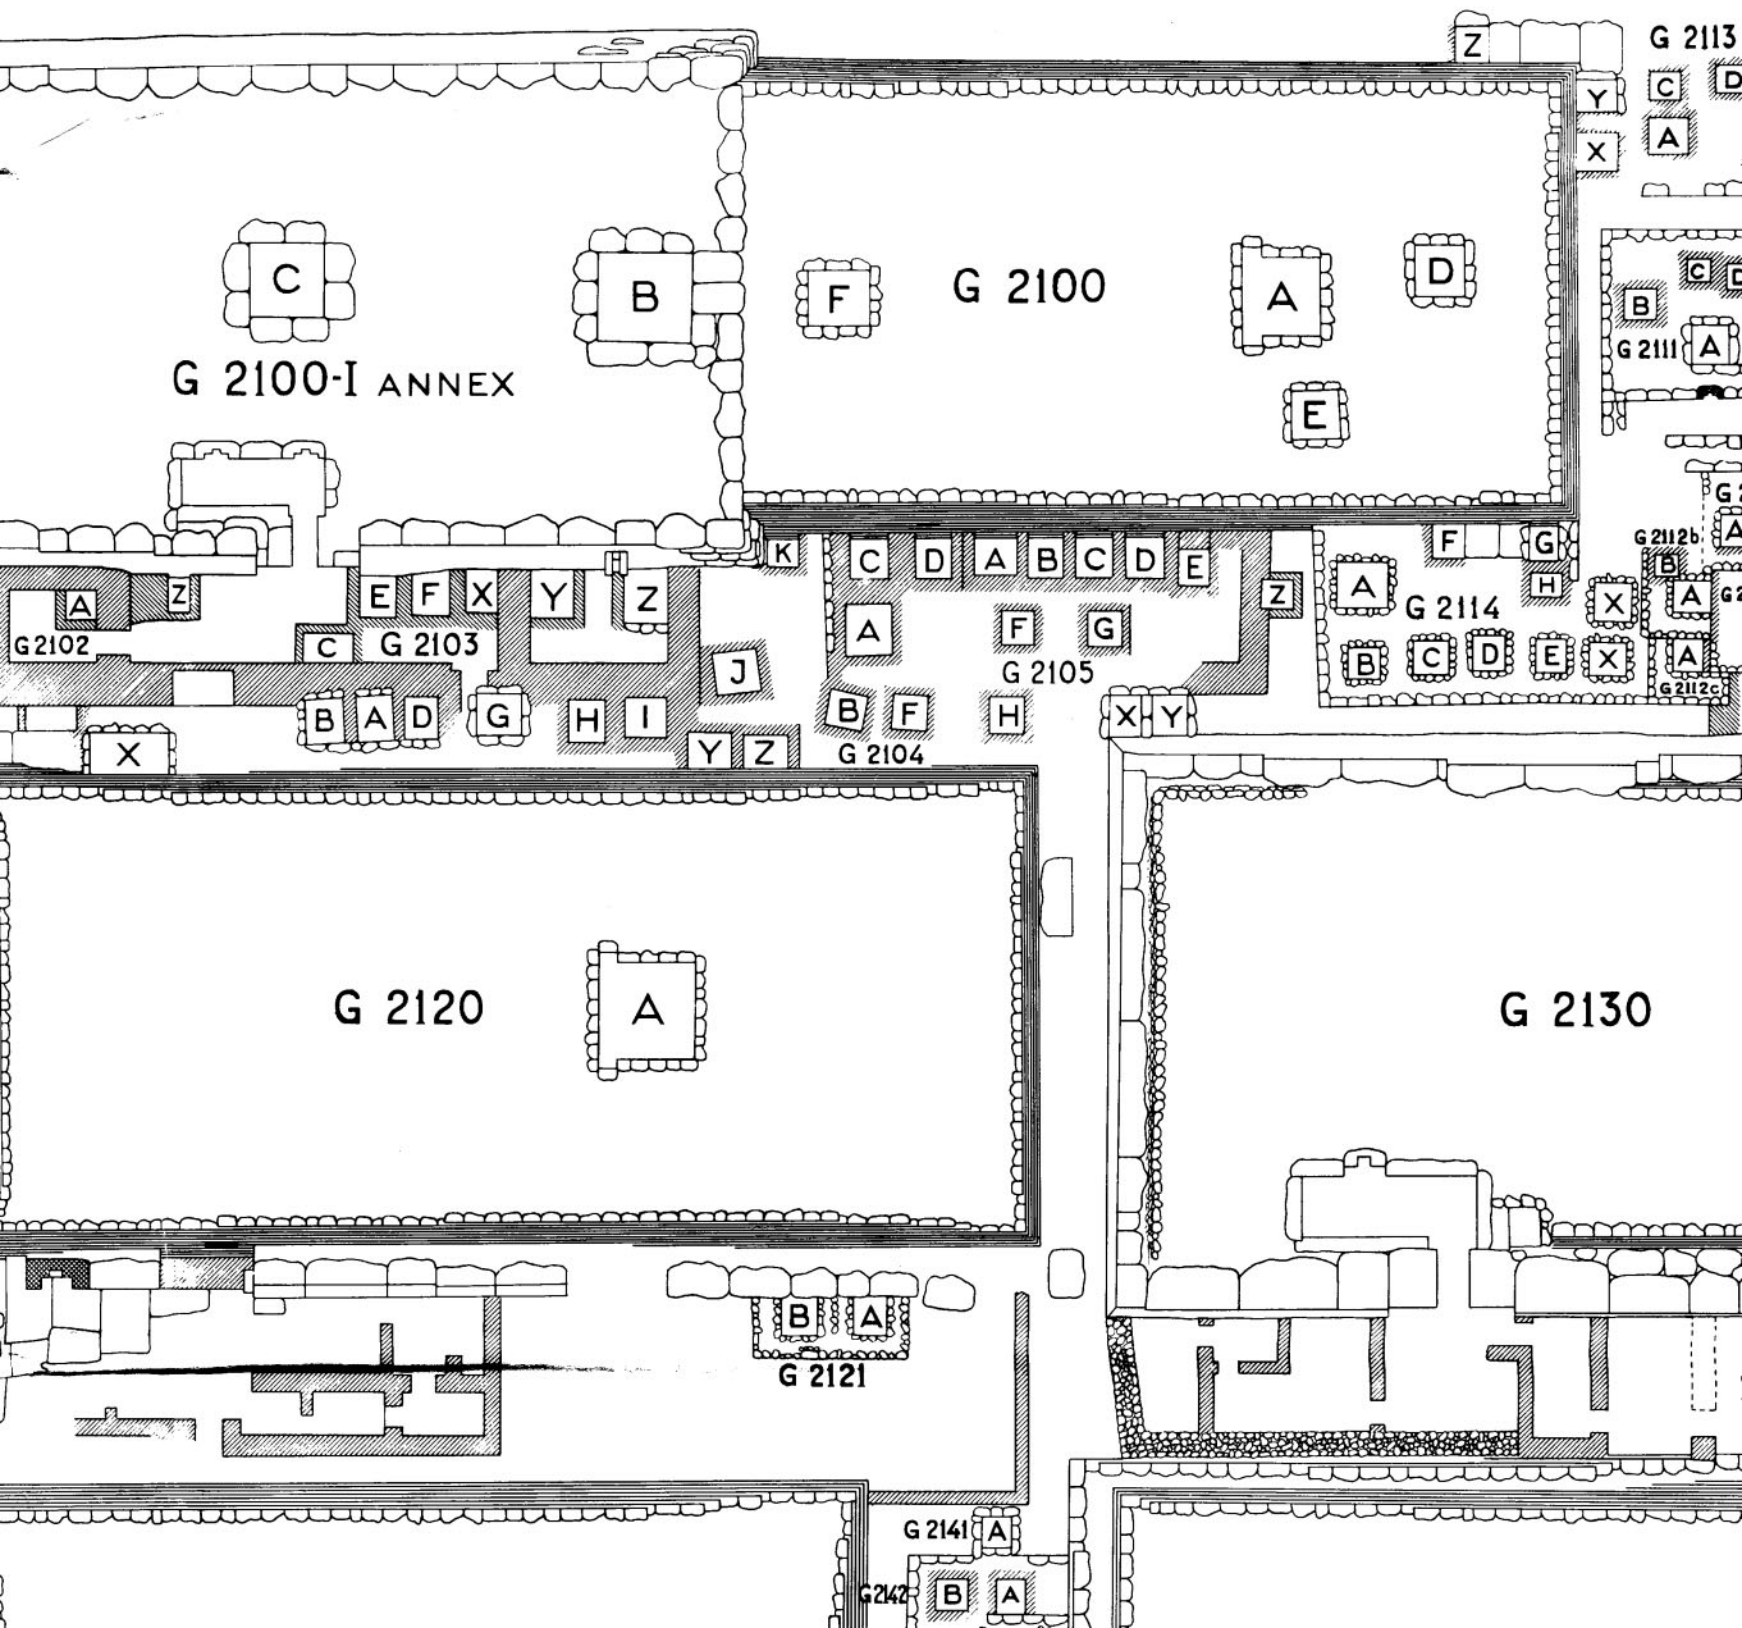 Z
G 2113
Y
C
D
X
A
C
B
F
G 2100
A
D
E
G 2100-I ANNEX
C
B
G 2111
A
K
C
D
A
B
C
D
E
F
G
G 2112b
B
A
H
Z
A
G 2114
X
A
Z
E
F
X
Y
Z
G 2102
C
G 2103
J
A
F
G
G 2105
B
C
D
E
X
A
G 2112c
B
A
D
G
H
I
B
F
H
X
Y
X
Y
Z
G 2104
G 2120
A
G 2130
B
A
G 2121
G 2141
A
G 2142
B
A